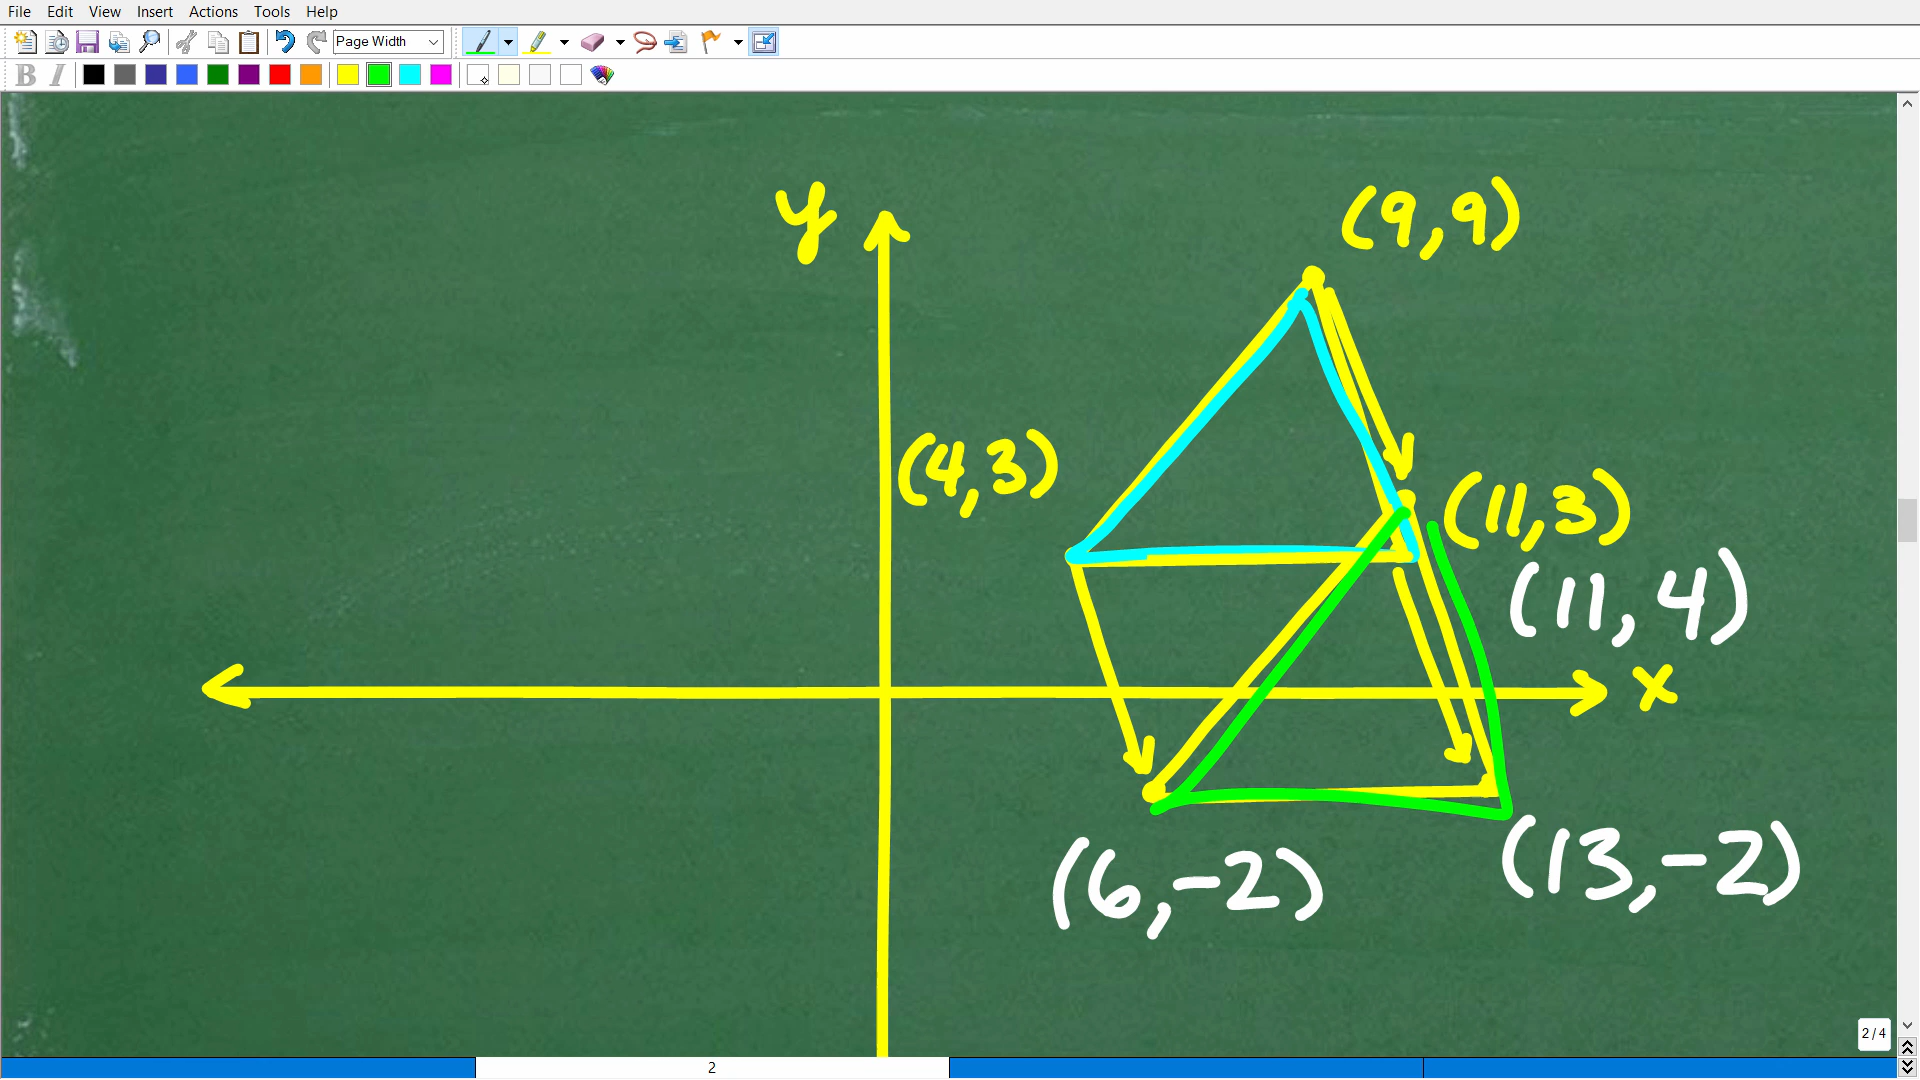 File Edit View Insert Actions Tools Help
Page Width
B I
y
(9,9)
(4,3)
(11,3)
(11,4)
x
(6,-2)
(13,-2)
2 / 4
2